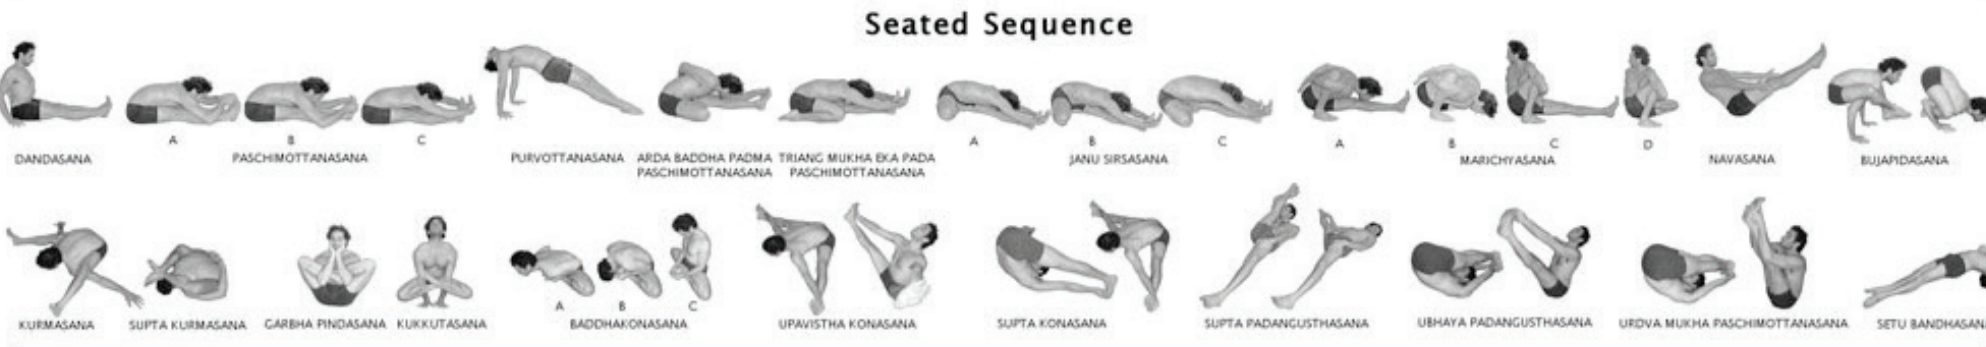 Seated Sequence
A B C A B C A B C D
DANDASANA PASCHIMOTTANASANA PURVOTTANASANA ARDA BADDHA PADMA TRIANG MUKHA EKA PADA JANU SIRSASANA MARICHYASANA NAVASANA BUJAPIDASANA
PASCHIMOTTANASANA PASCHIMOTTANASANA
A B C
KURMASANA SUPTA KURMASANA GARBHA PINDASANA KUKKUTASANA BADDHAKONASANA UPAVISTHA KONASANA SUPTA KONASANA SUPTA PADANGUSTHASANA UBHAYA PADANGUSTHASANA URDVA MUKHA PASCHIMOTTANASANA SETU BANDHASAN